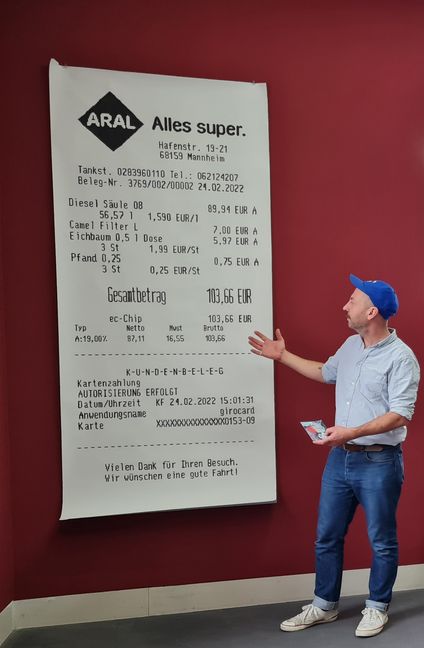 ARAL Alles super.
Hafenstr. 19-21
68159 Mannheim
Tankst. 0283960110 Tel.: 062124207
Beleg-Nr. 3769/002/00002 24.02.2022
Diesel Säule 08 89,94 EUR A
56,57 l 1,590 EUR/l
Camel Filter L 7,00 EUR A
Eichbaum 0,5 l Dose 5,97 EUR A
3 St 1,99 EUR/St
Pfand 0,25 0,75 EUR A
3 St 0,25 EUR/St
Gesamtbetrag 103,66 EUR
ec-Chip 103,66 EUR
Typ Netto Mwst Brutto
A:19,00% 87,11 16,55 103,66
K-U-N-D-E-N-B-E-L-E-G
Kartenzahlung
AUTORISIERUNG ERFOLGT
Datum/Uhrzeit KF 24.02.2022 15:01:31
Anwendungsname girocard
Karte XXXXXXXXXXXXXXX0153-09
Vielen Dank für Ihren Besuch.
Wir wünschen eine gute Fahrt!